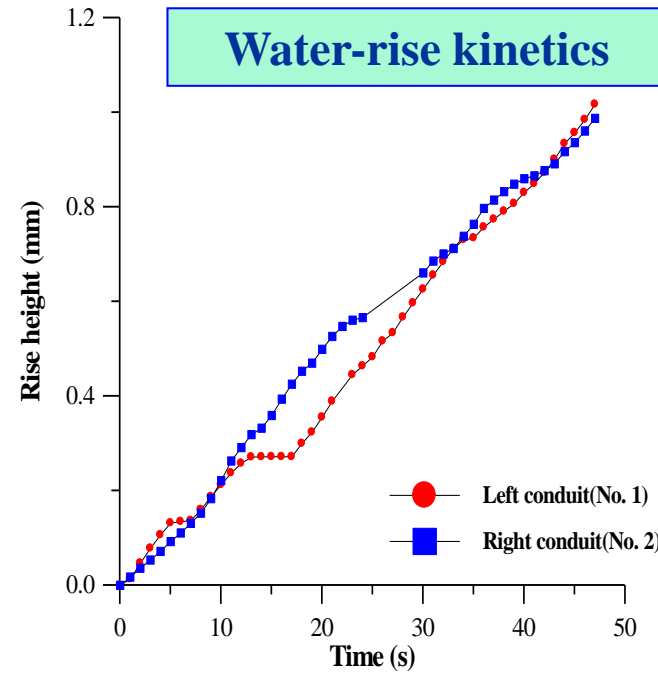 Water-rise kinetics
1.2
0.8
0.4
0.0
Rise height (mm)
Left conduit(No. 1)
Right conduit(No. 2)
0 10 20 30 40 50
Time (s)